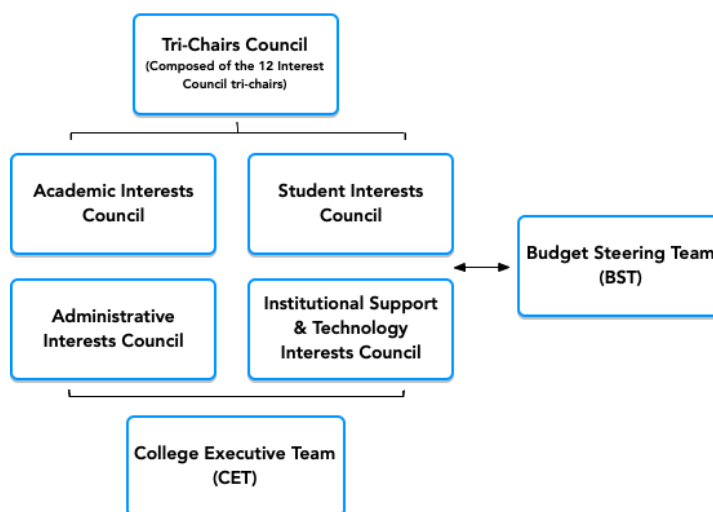 Tri-Chairs Council
(Composed of the 12 Interest
Council tri-chairs)
Academic Interests
Council
Student Interests
Council
Budget Steering Team
(BST)
Administrative
Interests Council
Institutional Support
& Technology
Interests Council
College Executive Team
(CET)